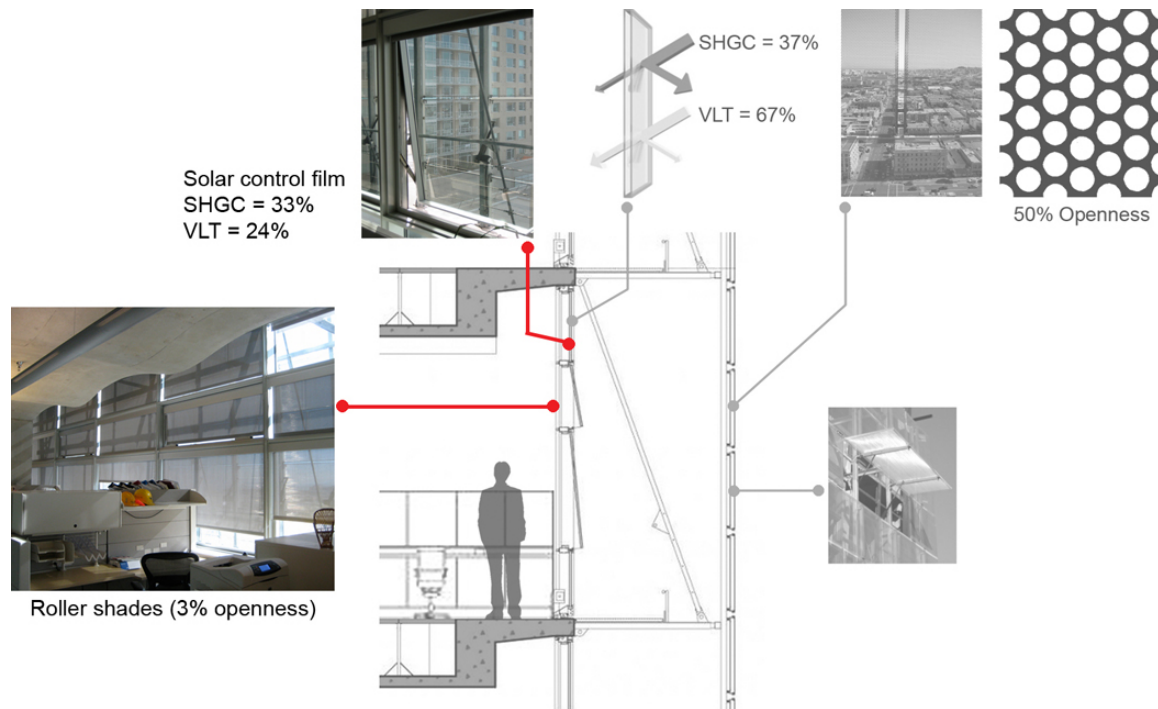 SHGC = 37%
VLT = 67%
Solar control film
SHGC = 33%
VLT = 24%
50% Openness
Roller shades (3% openness)